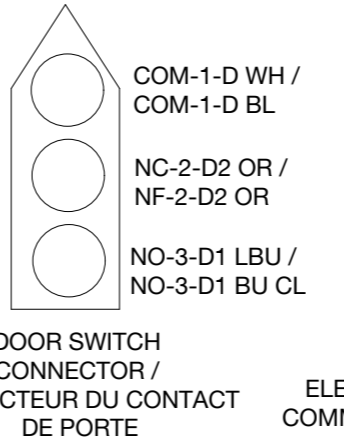 COM-1-D WH /
COM-1-D BL
NC-2-D2 OR /
NF-2-D2 OR
NO-3-D1 LBU /
NO-3-D1 BU CL
DOOR SWITCH
CONNECTOR /
CTEUR DU CONTACT
DE PORTE
ELE
COMM